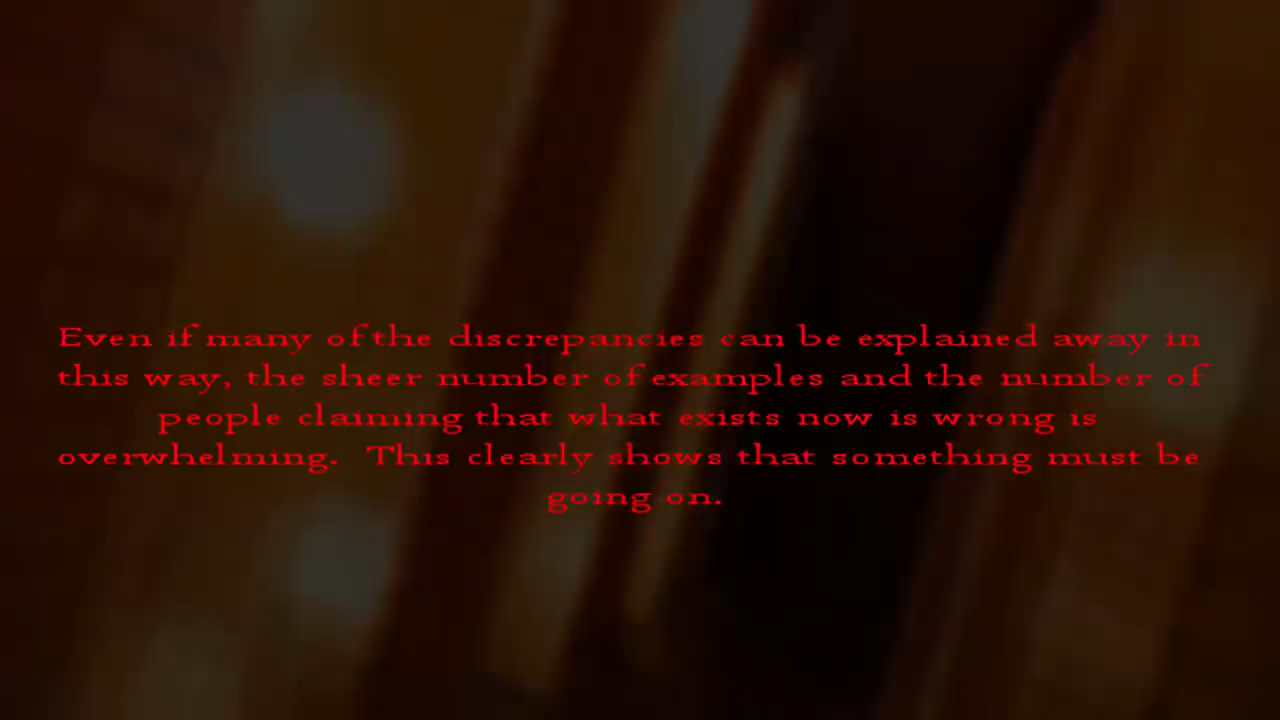 Even if many of the discrepancies can be explained away in
this way, the sheer number of examples and the number of
people claiming that what exists now is wrong is
overwhelming.  This clearly shows that something must be
going on.